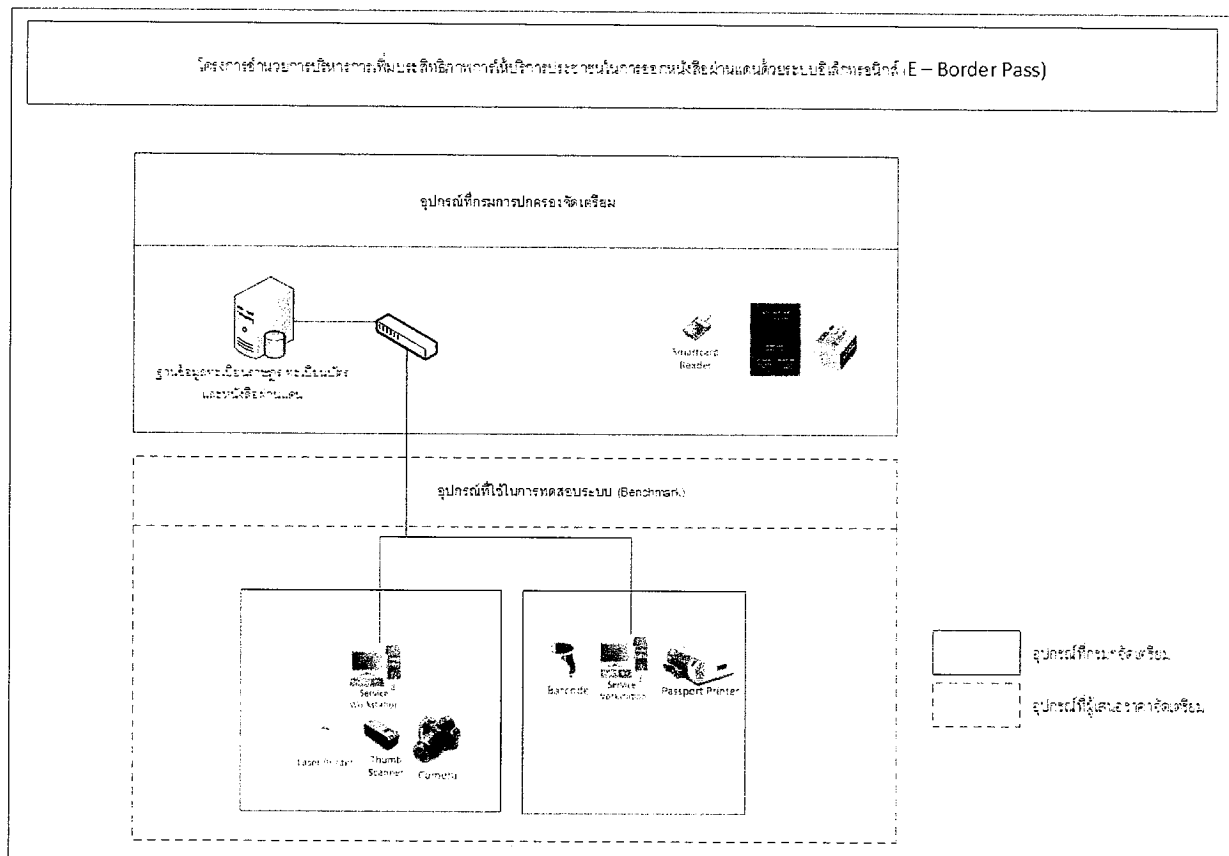 โครงการอำนวยการบริหารการเพิ่มประสิทธิภาพการให้บริการประชาชนในการออกหนังสือผ่านแดนด้วยระบบอิเล็กทรอนิกส์ (E – Border Pass)
อุปกรณ์ที่กรมการปกครองจัดเตรียม
Smartcard
Reader
ฐานข้อมูลทะเบียนราษฎร ทะเบียนบัตร
และหนังสือผ่านแดน
อุปกรณ์ที่ใช้ในการทดสอบระบบ (Benchmark)
Service
Workstation
Barcode
Service
Workstation
Passport Printer
Laser Printer
Thumb
Scanner
Camera
อุปกรณ์ที่กรมฯจัดเตรียม
อุปกรณ์ที่ผู้เสนอราคาจัดเตรียม